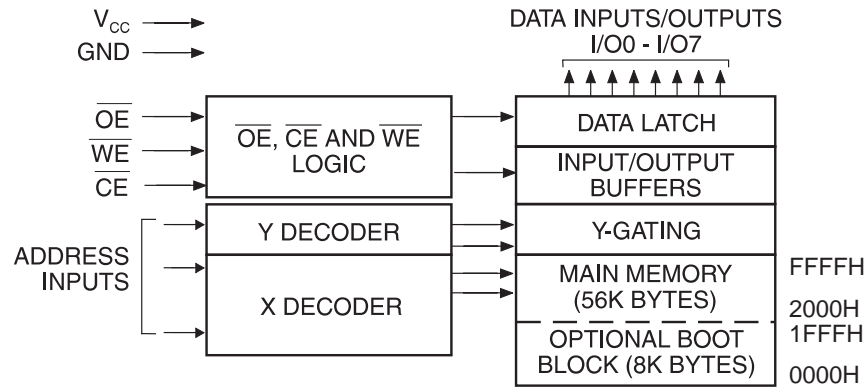 V_CC
GND
OE
WE
CE
ADDRESS
INPUTS
OE, CE AND WE
LOGIC
Y DECODER
X DECODER
DATA INPUTS/OUTPUTS
I/O0 - I/O7
DATA LATCH
INPUT/OUTPUT
BUFFERS
Y-GATING
MAIN MEMORY
(56K BYTES)
OPTIONAL BOOT
BLOCK (8K BYTES)
FFFFH
2000H
1FFFH
0000H